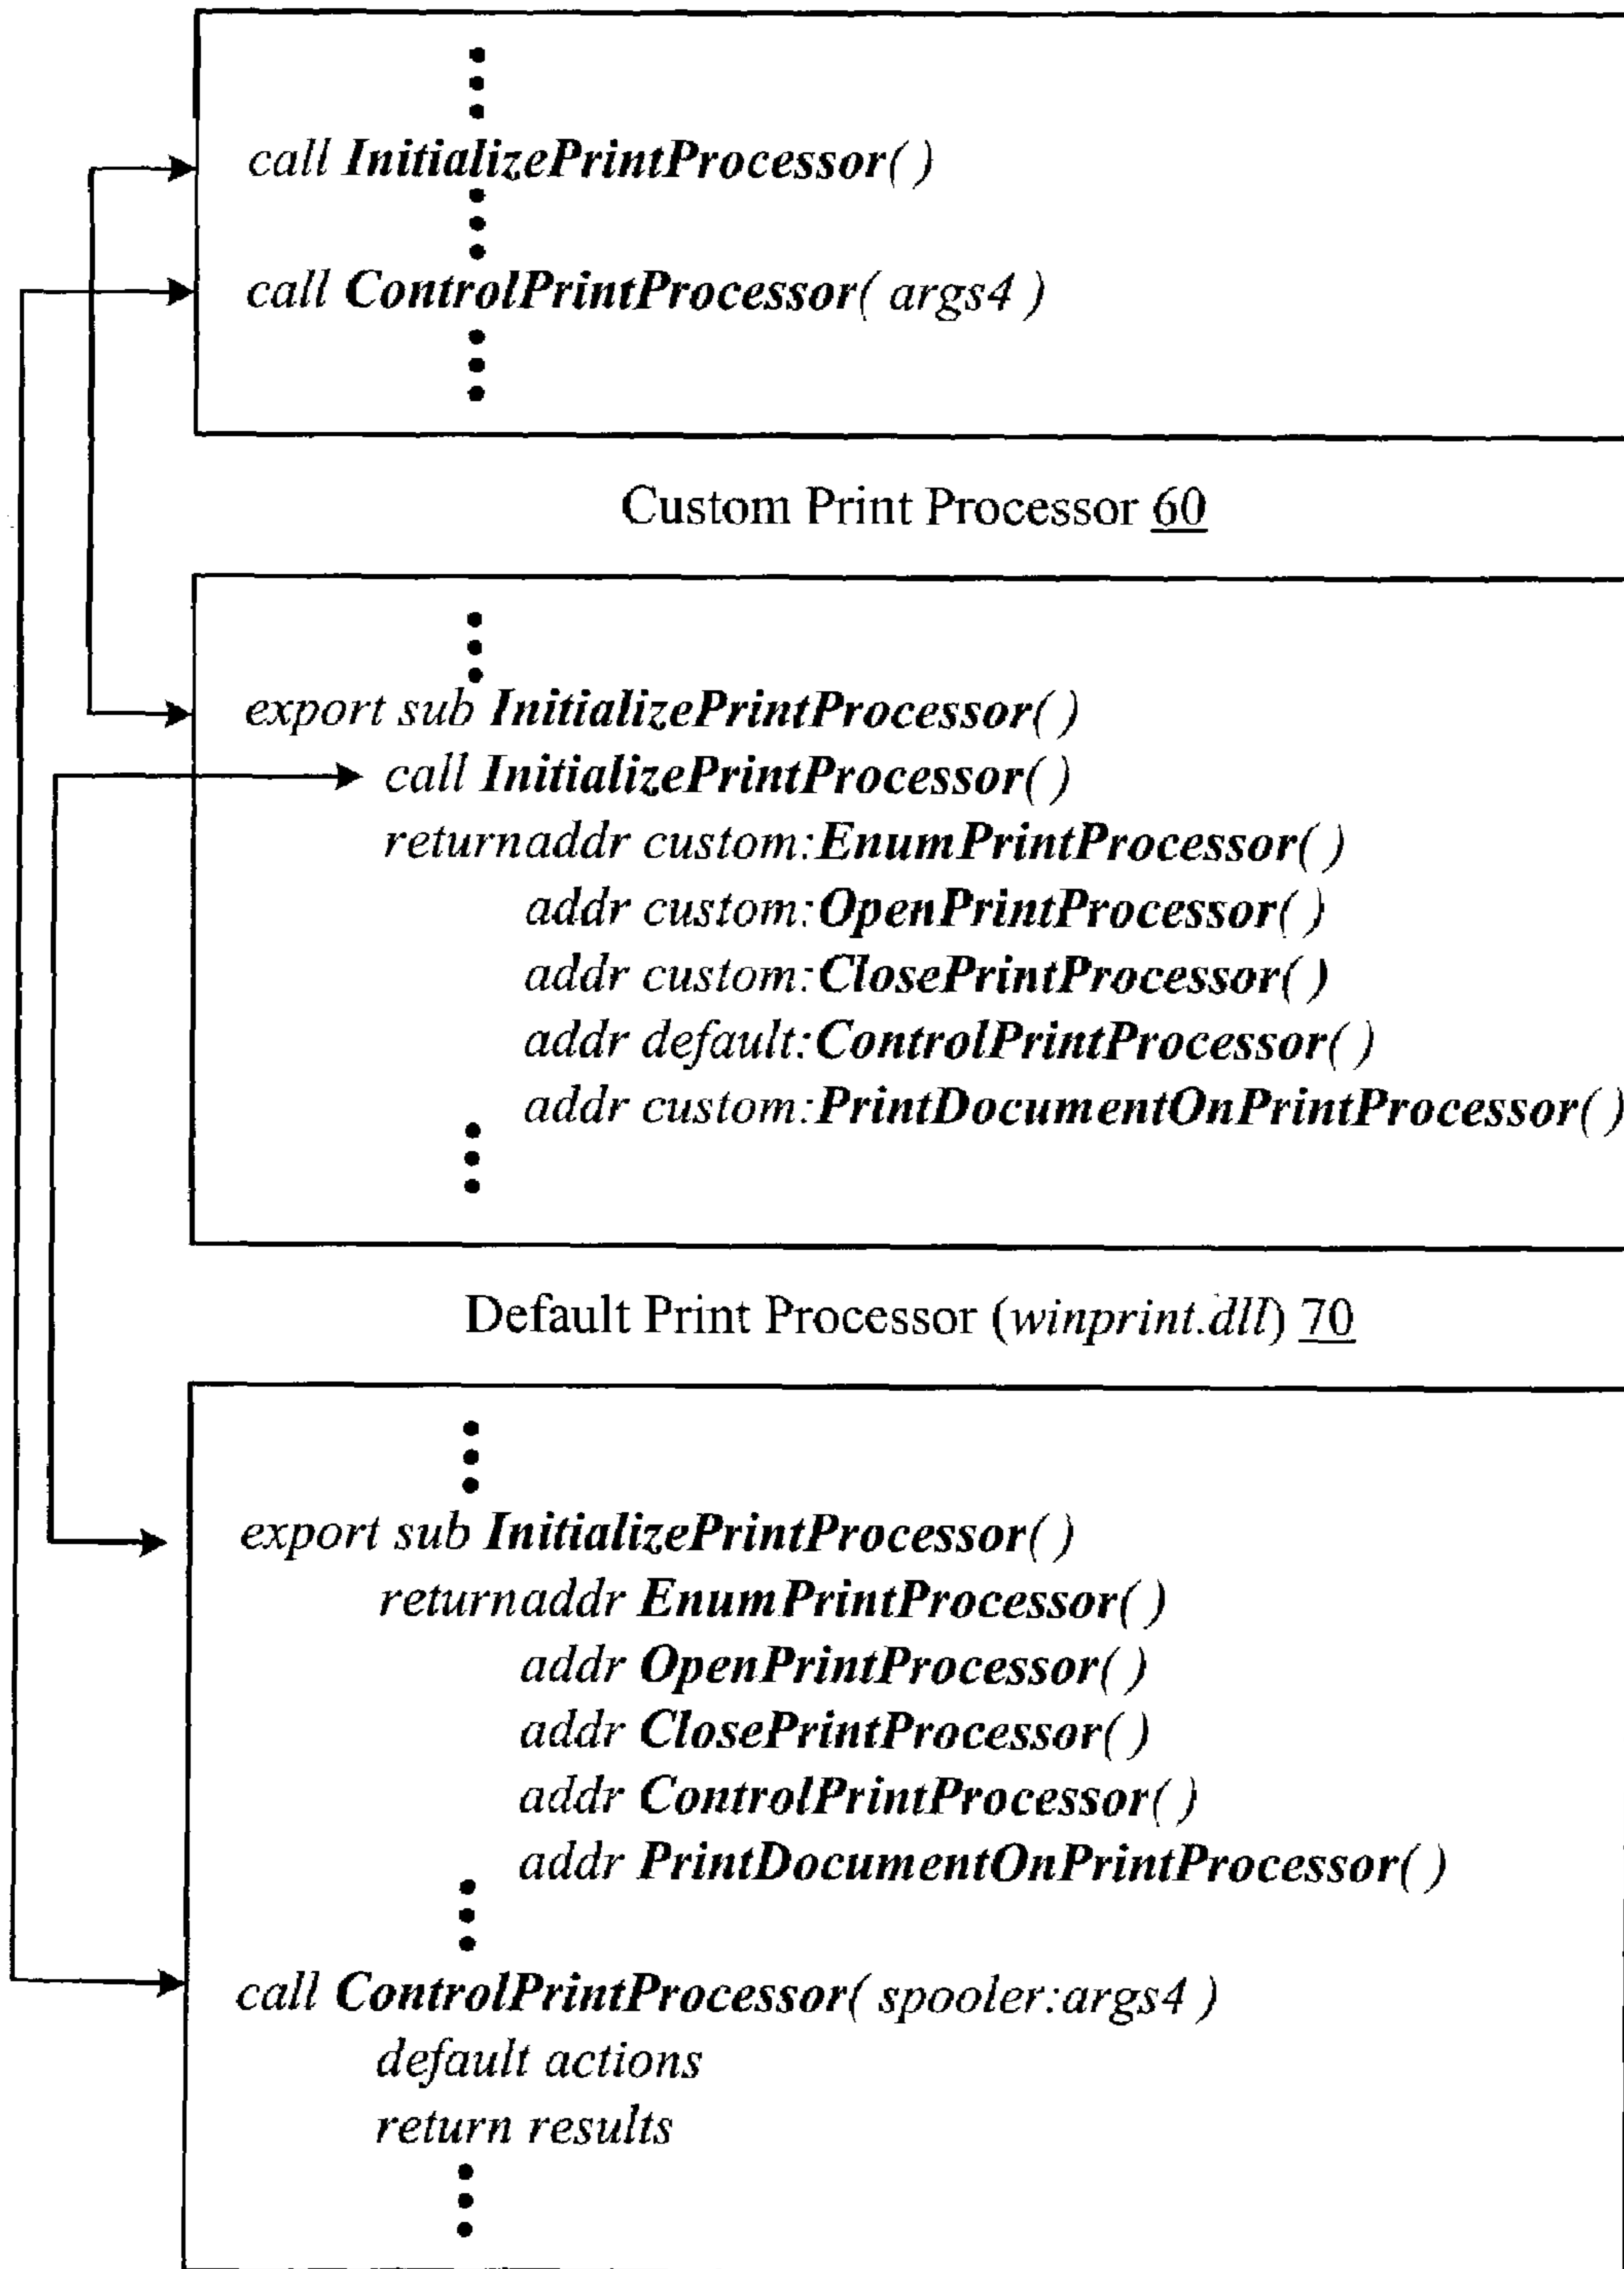 call InitializePrintProcessor( )
call ControlPrintProcessor( args4 )
Custom Print Processor 60
export sub InitializePrintProcessor( )
call InitializePrintProcessor( )
returnaddr custom:EnumPrintProcessor( )
addr custom:OpenPrintProcessor( )
addr custom:ClosePrintProcessor( )
addr default:ControlPrintProcessor( )
addr custom:PrintDocumentOnPrintProcessor( )
Default Print Processor (winprint.dll) 70
export sub InitializePrintProcessor( )
returnaddr EnumPrintProcessor( )
addr OpenPrintProcessor( )
addr ClosePrintProcessor( )
addr ControlPrintProcessor( )
addr PrintDocumentOnPrintProcessor( )
call ControlPrintProcessor( spooler:args4 )
default actions
return results